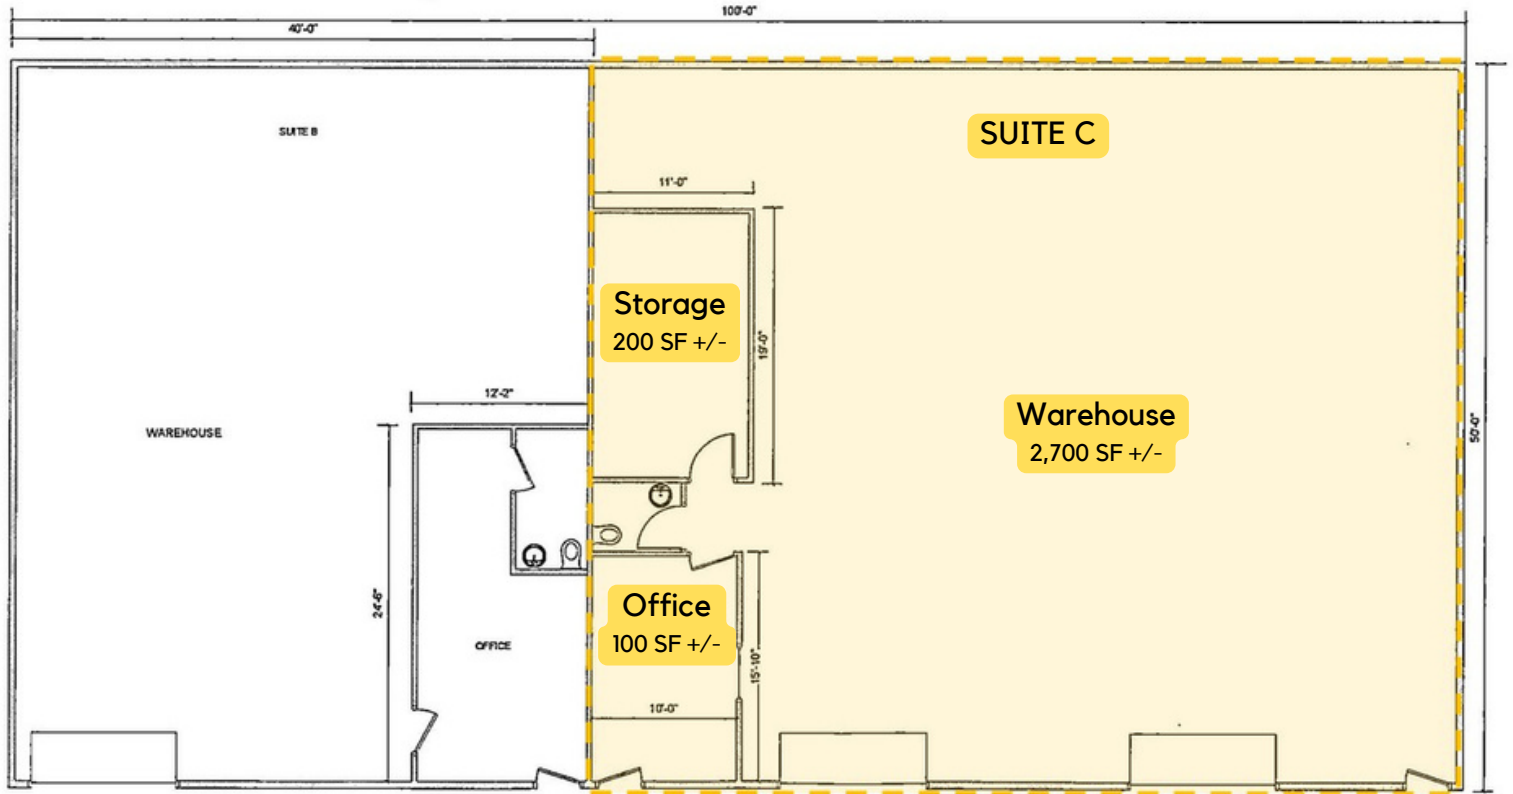 100'-0"
40'-0"
SUITE B
SUITE C
11'-0"
Storage
200 SF +/-
19'-0"
12'-2"
Warehouse
2,700 SF +/-
50'-0"
WAREHOUSE
24'-6"
Office
100 SF +/-
OFFICE
15'-10"
10'-0"